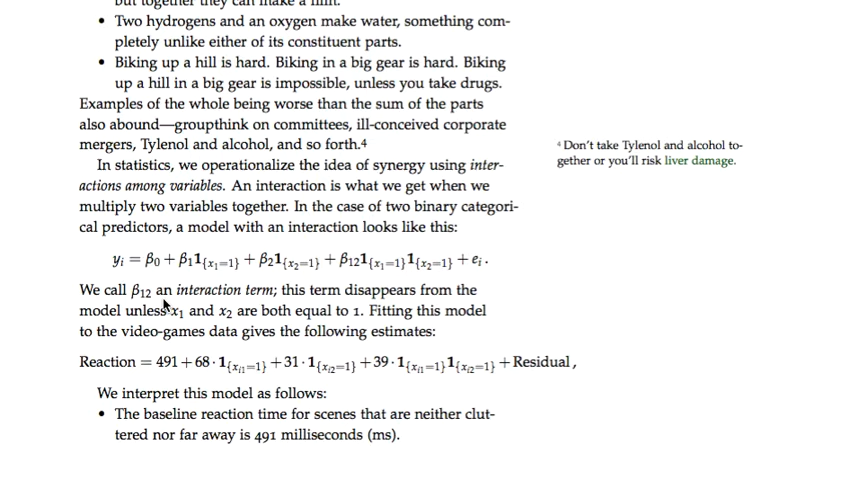 but together they can make a film.
• Two hydrogens and an oxygen make water, something com-
pletely unlike either of its constituent parts.
• Biking up a hill is hard. Biking in a big gear is hard. Biking
up a hill in a big gear is impossible, unless you take drugs.
Examples of the whole being worse than the sum of the parts
also abound—groupthink on committees, ill-conceived corporate
mergers, Tylenol and alcohol, and so forth.⁴
⁴ Don't take Tylenol and alcohol to-
gether or you'll risk liver damage.
In statistics, we operationalize the idea of synergy using inter-
actions among variables. An interaction is what we get when we
multiply two variables together. In the case of two binary categori-
cal predictors, a model with an interaction looks like this:
yᵢ = β₀ + β₁1{x₁=1} + β₂1{x₂=1} + β₁₂1{x₁=1}1{x₂=1} + eᵢ .
We call β₁₂ an interaction term; this term disappears from the
model unless x₁ and x₂ are both equal to 1. Fitting this model
to the video-games data gives the following estimates:
Reaction = 491 + 68 · 1{xᵢ₁=1} + 31 · 1{xᵢ₂=1} + 39 · 1{xᵢ₁=1}1{xᵢ₂=1} + Residual ,
We interpret this model as follows:
• The baseline reaction time for scenes that are neither clut-
tered nor far away is 491 milliseconds (ms).